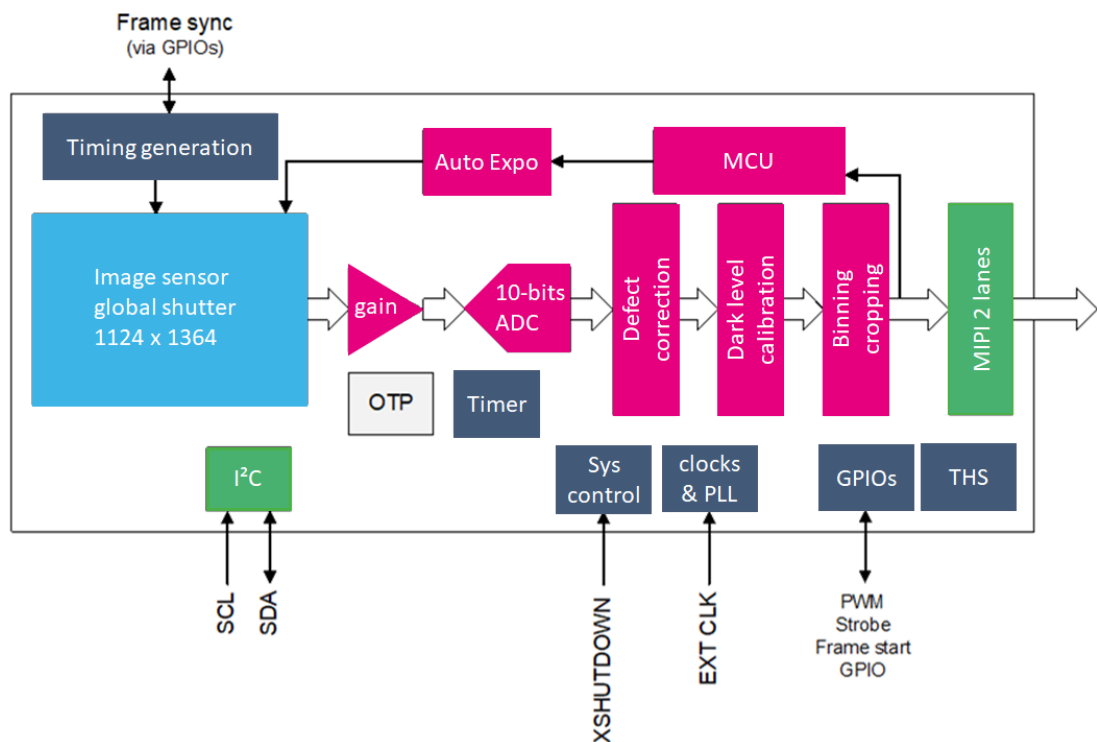 Frame sync
(via GPIOs)
Timing generation
Auto Expo
MCU
Image sensor
global shutter
1124 x 1364
gain
10-bits
ADC
Defect
correction
Dark level
calibration
Binning
cropping
MIPI 2 lanes
OTP
Timer
I²C
Sys
control
clocks
& PLL
GPIOs
THS
SCL
SDA
XSHUTDOWN
EXT CLK
PWM
Strobe
Frame start
GPIO